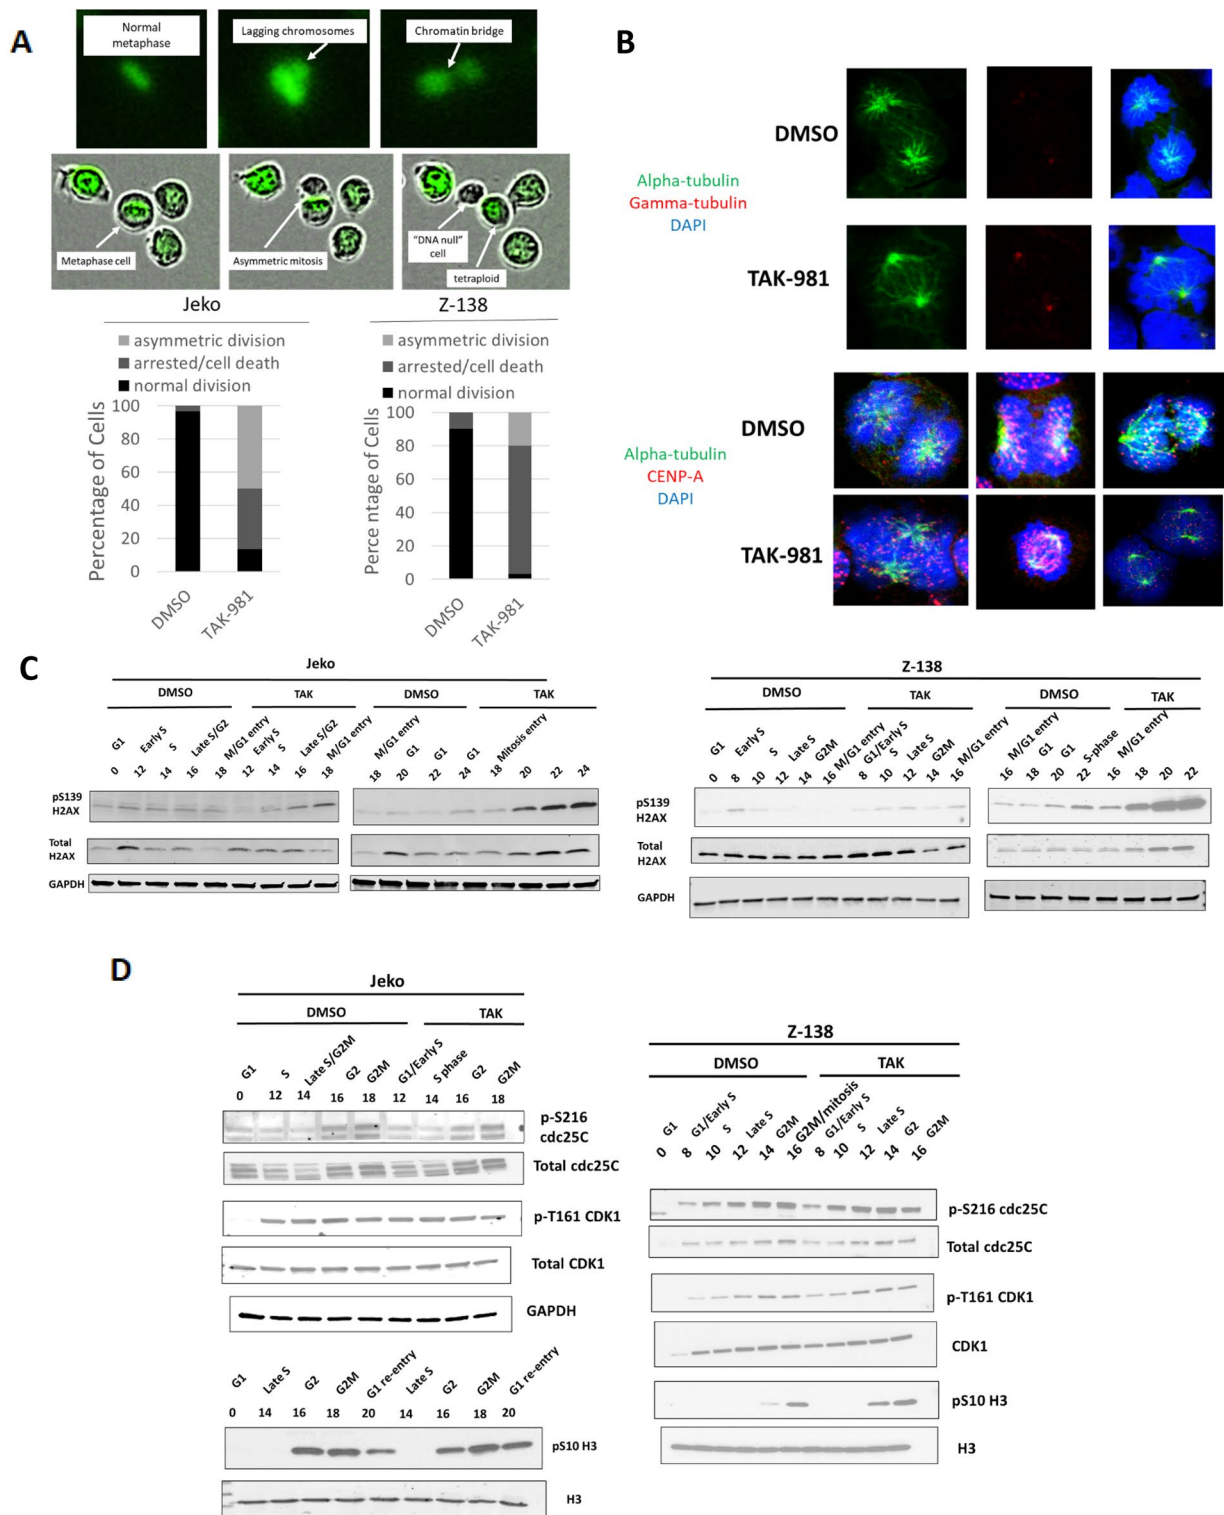 A
Normal
metaphase
Lagging chromosomes
Chromatin bridge
Metaphase cell
Asymmetric mitosis
"DNA null"
cell
tetraploid
Jeko
asymmetric division
arrested/cell death
normal division
Percentage of Cells
100
80
60
40
20
0
DMSO
TAK-981
Z-138
asymmetric division
arrested/cell death
normal division
Perce ntage of Cells
100
80
60
40
20
0
DMSO
TAK-981
B
Alpha-tubulin
Gamma-tubulin
DAPI
DMSO
TAK-981
Alpha-tubulin
CENP-A
DAPI
DMSO
TAK-981
C
Jeko
DMSO TAK DMSO TAK
G1 Early S S Late S/G2 M/G1 entry Early S S Late S/G2 M/G1 entry M/G1 entry G1 G1 G1 Mitosis entry
0 12 14 16 18 12 14 16 18 18 20 22 24 18 20 22 24
pS139
H2AX
Total
H2AX
GAPDH
Z-138
DMSO TAK DMSO TAK
G1 Early S S Late S G2M M/G1 entry G1/Early S S Late S G2M M/G1 entry M/G1 entry G1 G1 S-phase M/G1 entry
0 8 10 12 14 16 8 10 12 14 16 16 18 20 22 16 18 20 22
pS139
H2AX
Total
H2AX
GAPDH
D
Jeko
DMSO TAK
G1 S Late S/G2M G2 G2M G1/Early S S phase G2 G2M
0 12 14 16 18 12 14 16 18
p-S216
cdc25C
Total cdc25C
p-T161 CDK1
Total CDK1
GAPDH
G1 Late S G2 G2M G1 re-entry Late S G2 G2M G1 re-entry
0 14 16 18 20 14 16 18 20
pS10 H3
H3
Z-138
DMSO TAK
G1 G1/Early S S Late S G2M G2M/mitosis G1/Early S S Late S G2 G2M
0 8 10 12 14 16 8 10 12 14 16
p-S216 cdc25C
Total cdc25C
p-T161 CDK1
CDK1
pS10 H3
H3